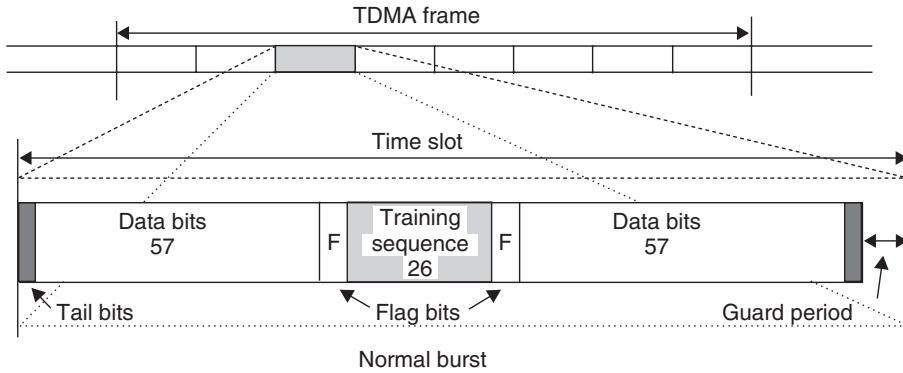 TDMA frame
Time slot
Data bits
57
F
Training
sequence
26
F
Data bits
57
Tail bits
Flag bits
Guard period
Normal burst